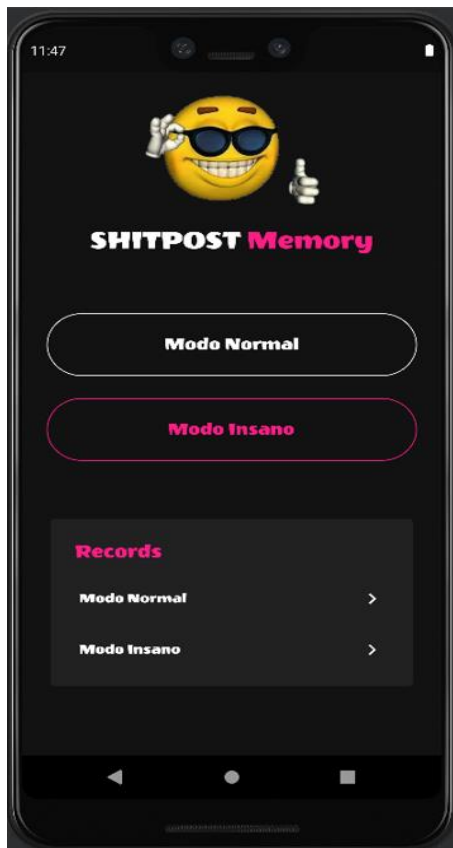 11:47
SHITPOST Memory
Modo Normal
Modo Insano
Records
Modo Normal
Modo Insano